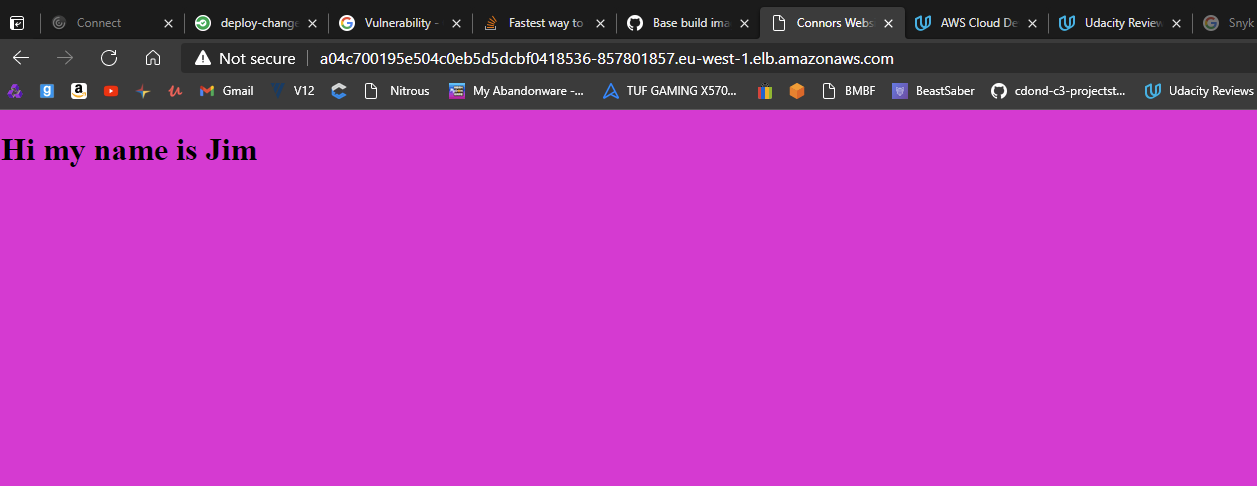 Connect deploy-change Vulnerability - Fastest way to Base build ima Connors Webs AWS Cloud De Udacity Review Snyk
Not secure a04c700195e504c0eb5d5dcbf0418536-857801857.eu-west-1.elb.amazonaws.com
Gmail V12 Nitrous My Abandonware -... TUF GAMING X570... BMBF BeastSaber cdond-c3-projectst... Udacity Reviews
Hi my name is Jim